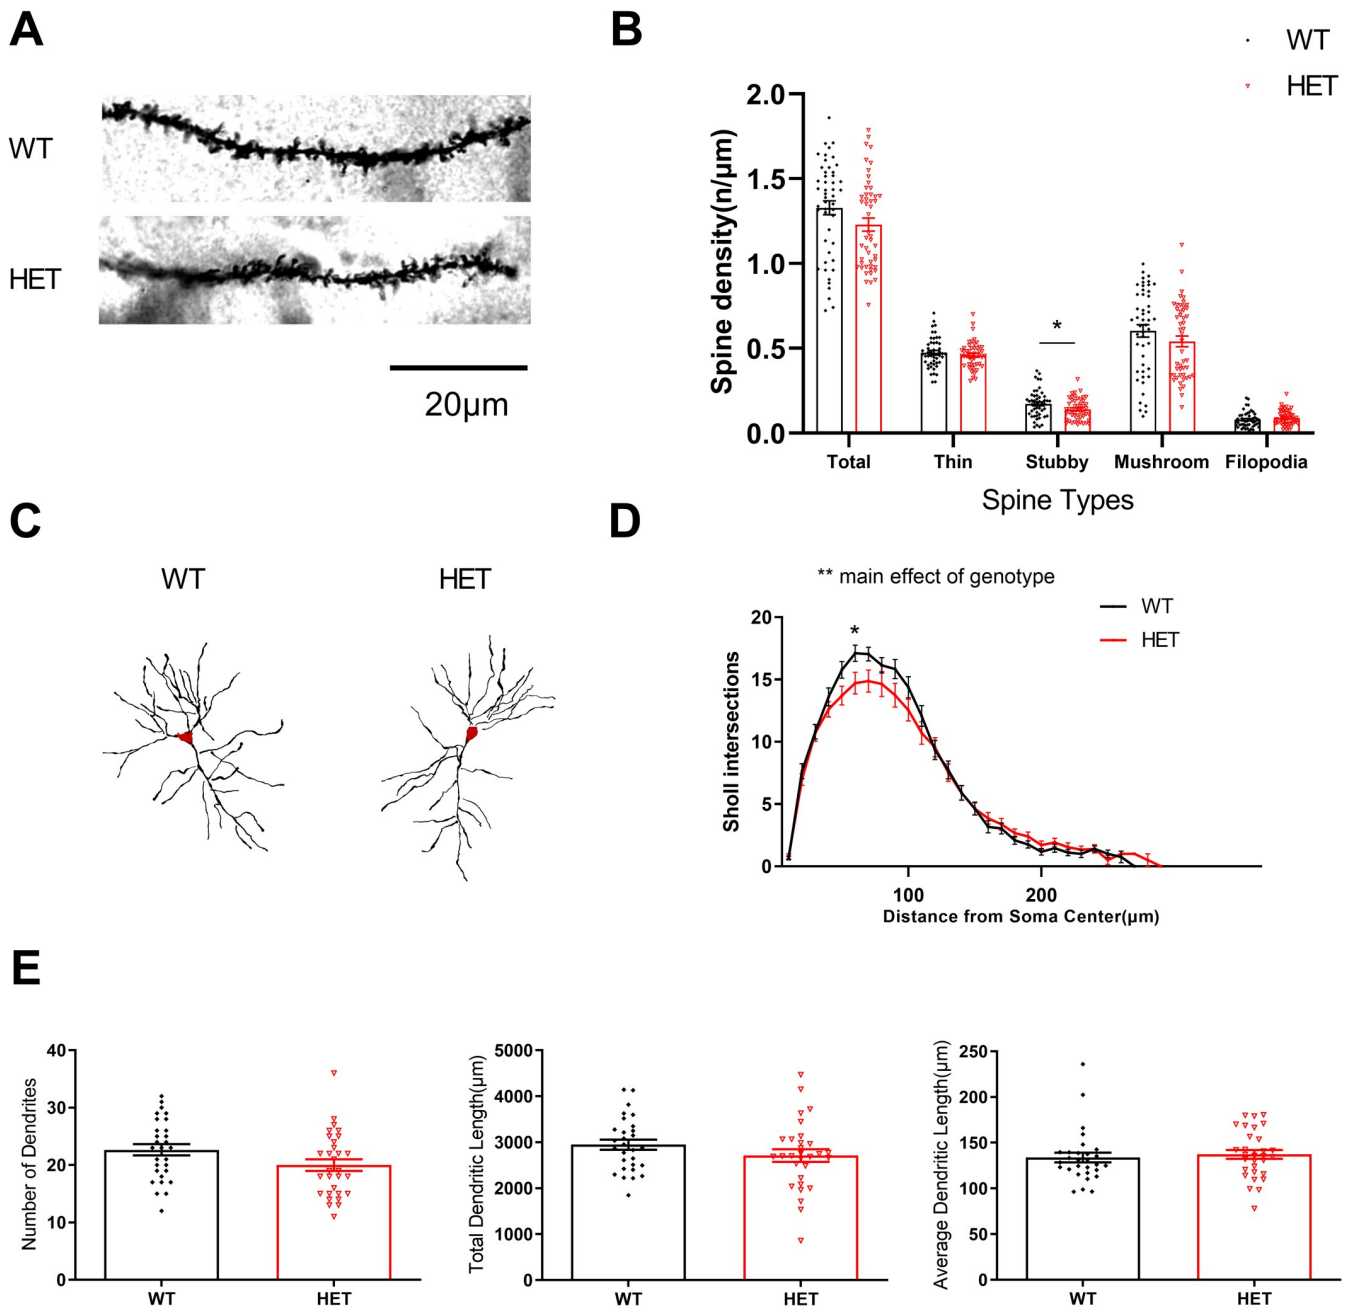 A
WT
HET
20μm
B
WT
HET
Spine density(n/μm)
2.0
1.5
1.0
0.5
0.0
*
Total
Thin
Stubby
Mushroom
Filopodia
Spine Types
C
WT
HET
D
** main effect of genotype
WT
HET
*
Sholl intersections
20
15
10
5
0
100
200
Distance from Soma Center(μm)
E
Number of Dendrites
40
30
20
10
0
WT
HET
Total Dendritic Length(μm)
5000
4000
3000
2000
1000
0
WT
HET
Average Dendritic Length(μm)
250
200
150
100
50
0
WT
HET